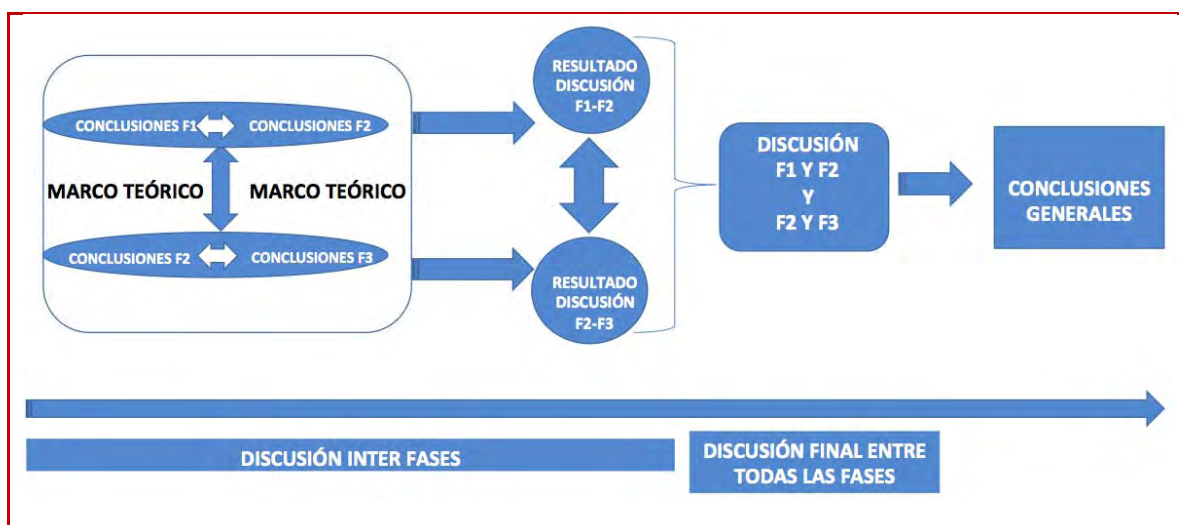 CONCLUSIONES F1 CONCLUSIONES F2
MARCO TEÓRICO MARCO TEÓRICO
CONCLUSIONES F2 CONCLUSIONES F3
RESULTADO
DISCUSIÓN
F1-F2
RESULTADO
DISCUSIÓN
F2-F3
DISCUSIÓN
F1 Y F2
Y
F2 Y F3
CONCLUSIONES
GENERALES
DISCUSIÓN INTER FASES
DISCUSIÓN FINAL ENTRE
TODAS LAS FASES